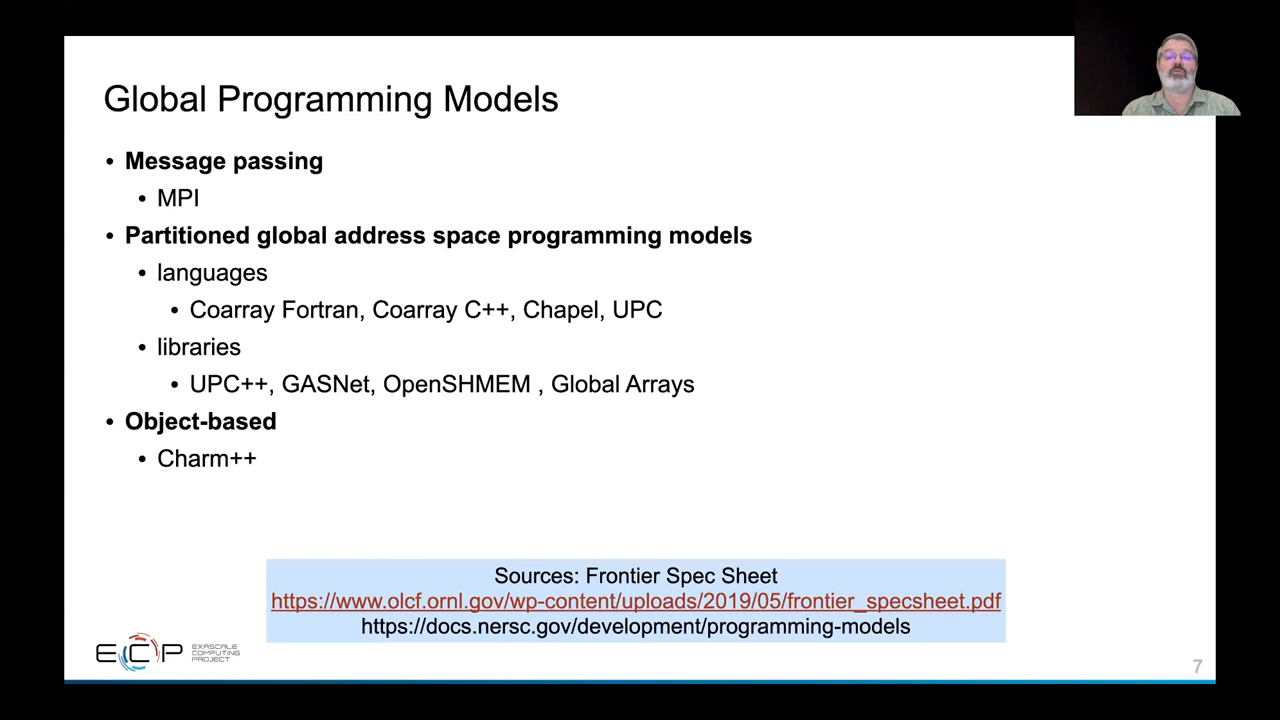 Global Programming Models
• Message passing
• MPI
• Partitioned global address space programming models
• languages
• Coarray Fortran, Coarray C++, Chapel, UPC
• libraries
• UPC++, GASNet, OpenSHMEM , Global Arrays
• Object-based
• Charm++
Sources: Frontier Spec Sheet
https://www.olcf.ornl.gov/wp-content/uploads/2019/05/frontier_specsheet.pdf
https://docs.nersc.gov/development/programming-models
ECP
EXASCALE
COMPUTING
PROJECT
7